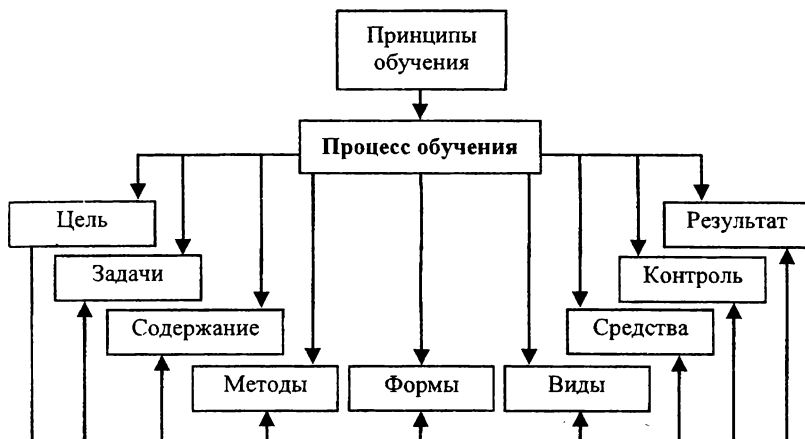 Принципы
обучения
Процесс обучения
Цель
Результат
Задачи
Контроль
Содержание
Средства
Методы
Формы
Виды